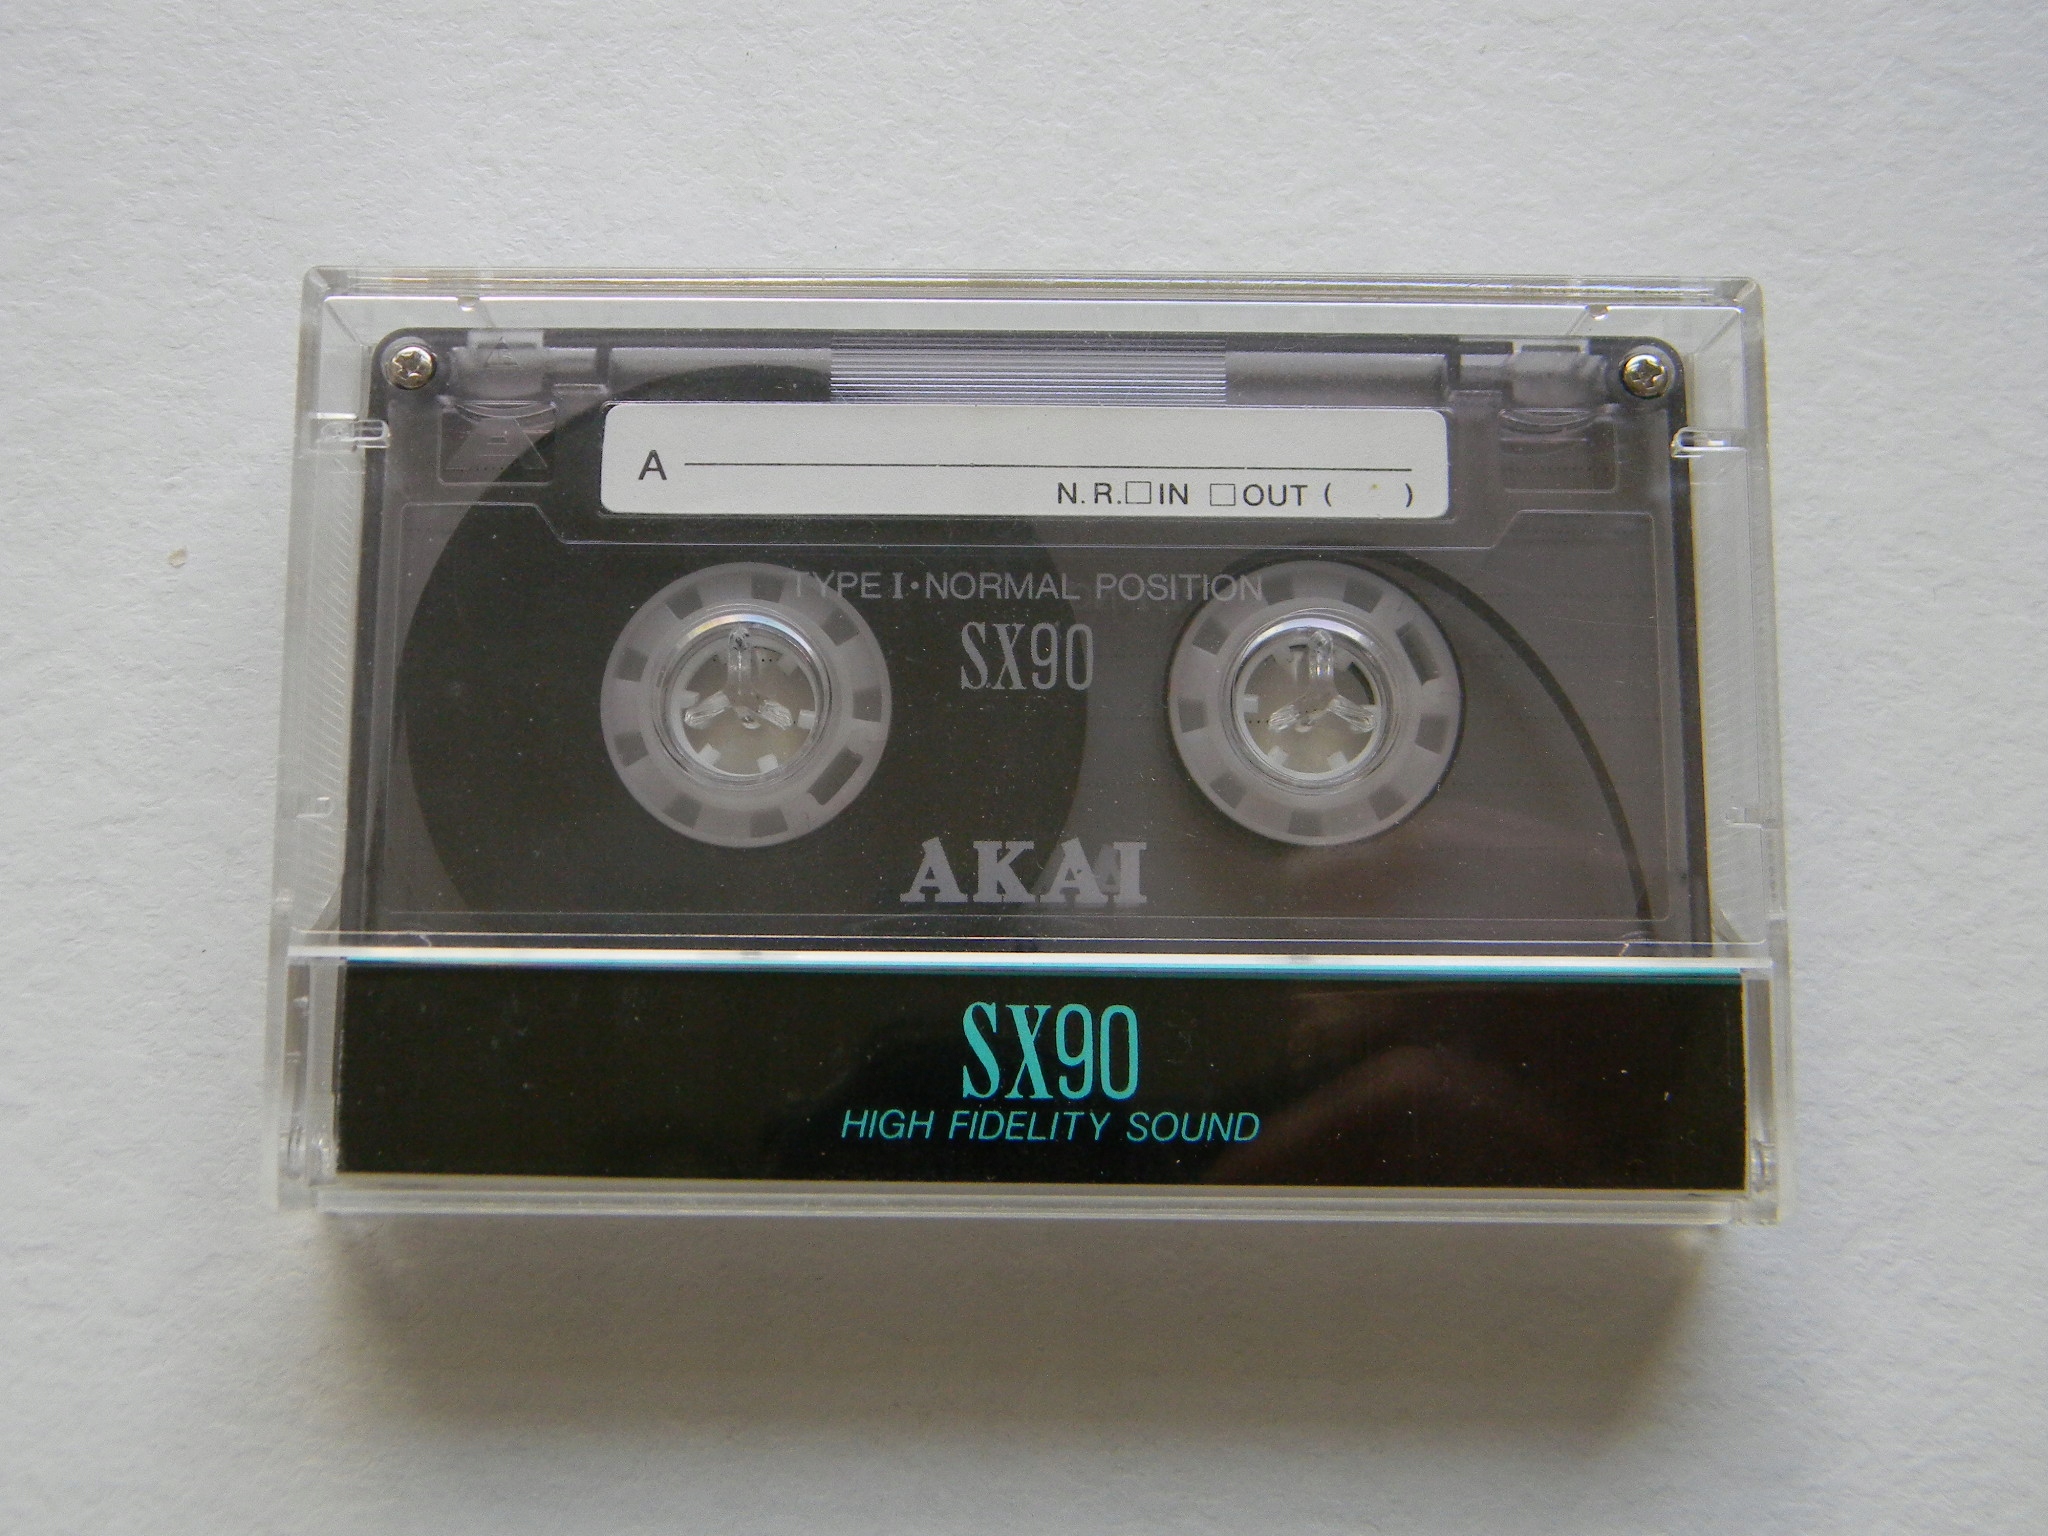 A
N.R.□IN □OUT ( )
TYPE I•NORMAL POSITION
SX90
AKAI
SX90
HIGH FIDELITY SOUND